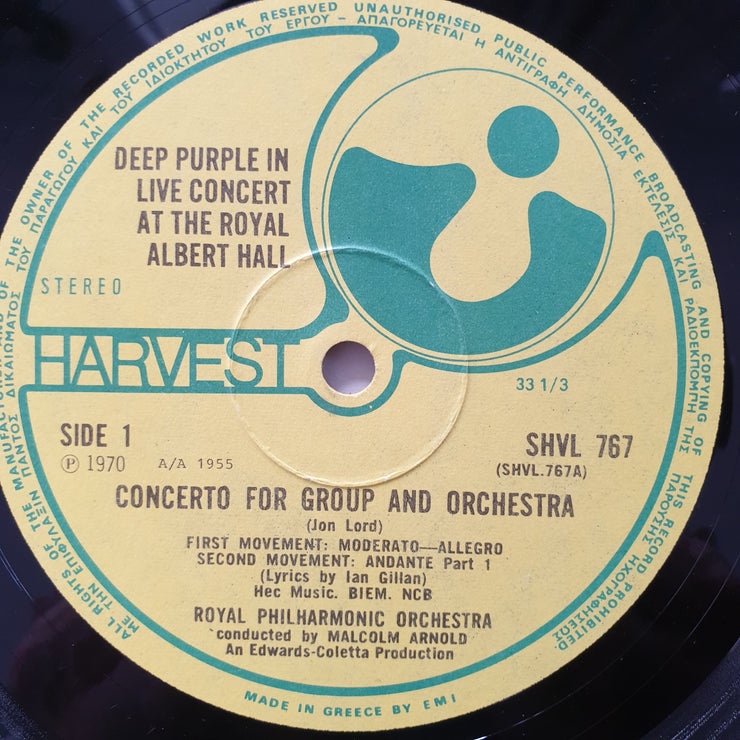 ALL RIGHTS OF THE MANUFACTURER AND OF THE OWNER OF THE RECORDED WORK RESERVED UNAUTHORISED PUBLIC PERFORMANCE BROADCASTING AND COPYING OF THIS RECORD PROHIBITED.
ΜΕ ΤΗΝ ΕΠΙΦΥΛΑΞΙΝ ΠΑΝΤΟΣ ΔΙΚΑΙΩΜΑΤΟΣ ΤΟΥ ΠΑΡΑΓΩΓΟΥ ΚΑΙ ΤΟΥ ΙΔΙΟΚΤΗΤΟΥ ΤΟΥ ΕΡΓΟΥ – ΑΠΑΓΟΡΕΥΕΤΑΙ Η ΑΝΤΙΓΡΑΦΗ ΔΗΜΟΣΙΑ ΕΚΤΕΛΕΣΙΣ ΚΑΙ ΡΑΔΙΟΕΚΠΟΜΠΗ ΤΗΣ ΠΑΡΟΥΣΗΣ ΗΧΟΓΡΑΦΗΣΕΩΣ
DEEP PURPLE IN
LIVE CONCERT
AT THE ROYAL
ALBERT HALL
STEREO
HARVEST
33 1/3
SIDE 1
SHVL 767
℗ 1970 A/A 1955
(SHVL.767A)
CONCERTO FOR GROUP AND ORCHESTRA
(Jon Lord)
FIRST MOVEMENT: MODERATO—ALLEGRO
SECOND MOVEMENT: ANDANTE Part 1
(Lyrics by Ian Gillan)
Hec Music. BIEM. NCB
ROYAL PHILHARMONIC ORCHESTRA
conducted by MALCOLM ARNOLD
An Edwards-Coletta Production
MADE IN GREECE BY EMI